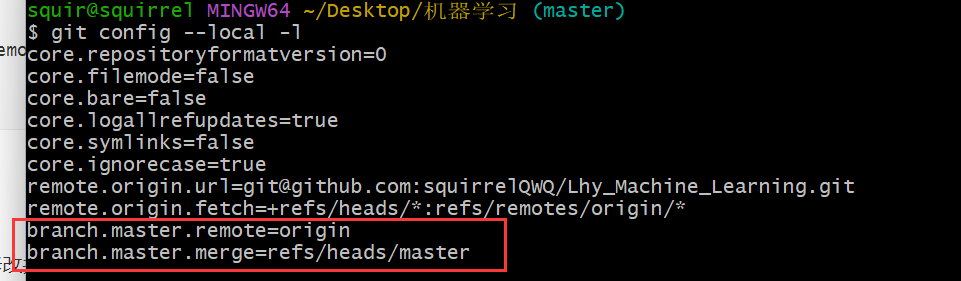 squir@squirrel MINGW64 ~/Desktop/机器学习 (master)
$ git config --local -l
core.repositoryformatversion=0
core.filemode=false
core.bare=false
core.logallrefupdates=true
core.symlinks=false
core.ignorecase=true
remote.origin.url=git@github.com:squirrelQWQ/Lhy_Machine_Learning.git
remote.origin.fetch=+refs/heads/*:refs/remotes/origin/*
branch.master.remote=origin
branch.master.merge=refs/heads/master